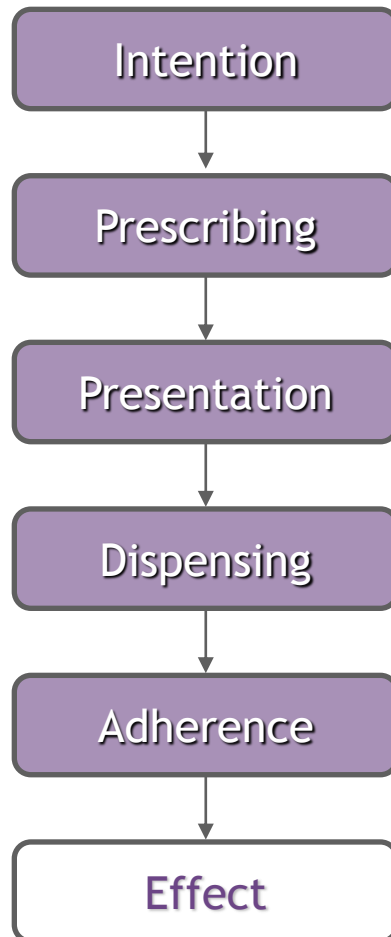 Intention
Prescribing
Presentation
Dispensing
Adherence
Effect